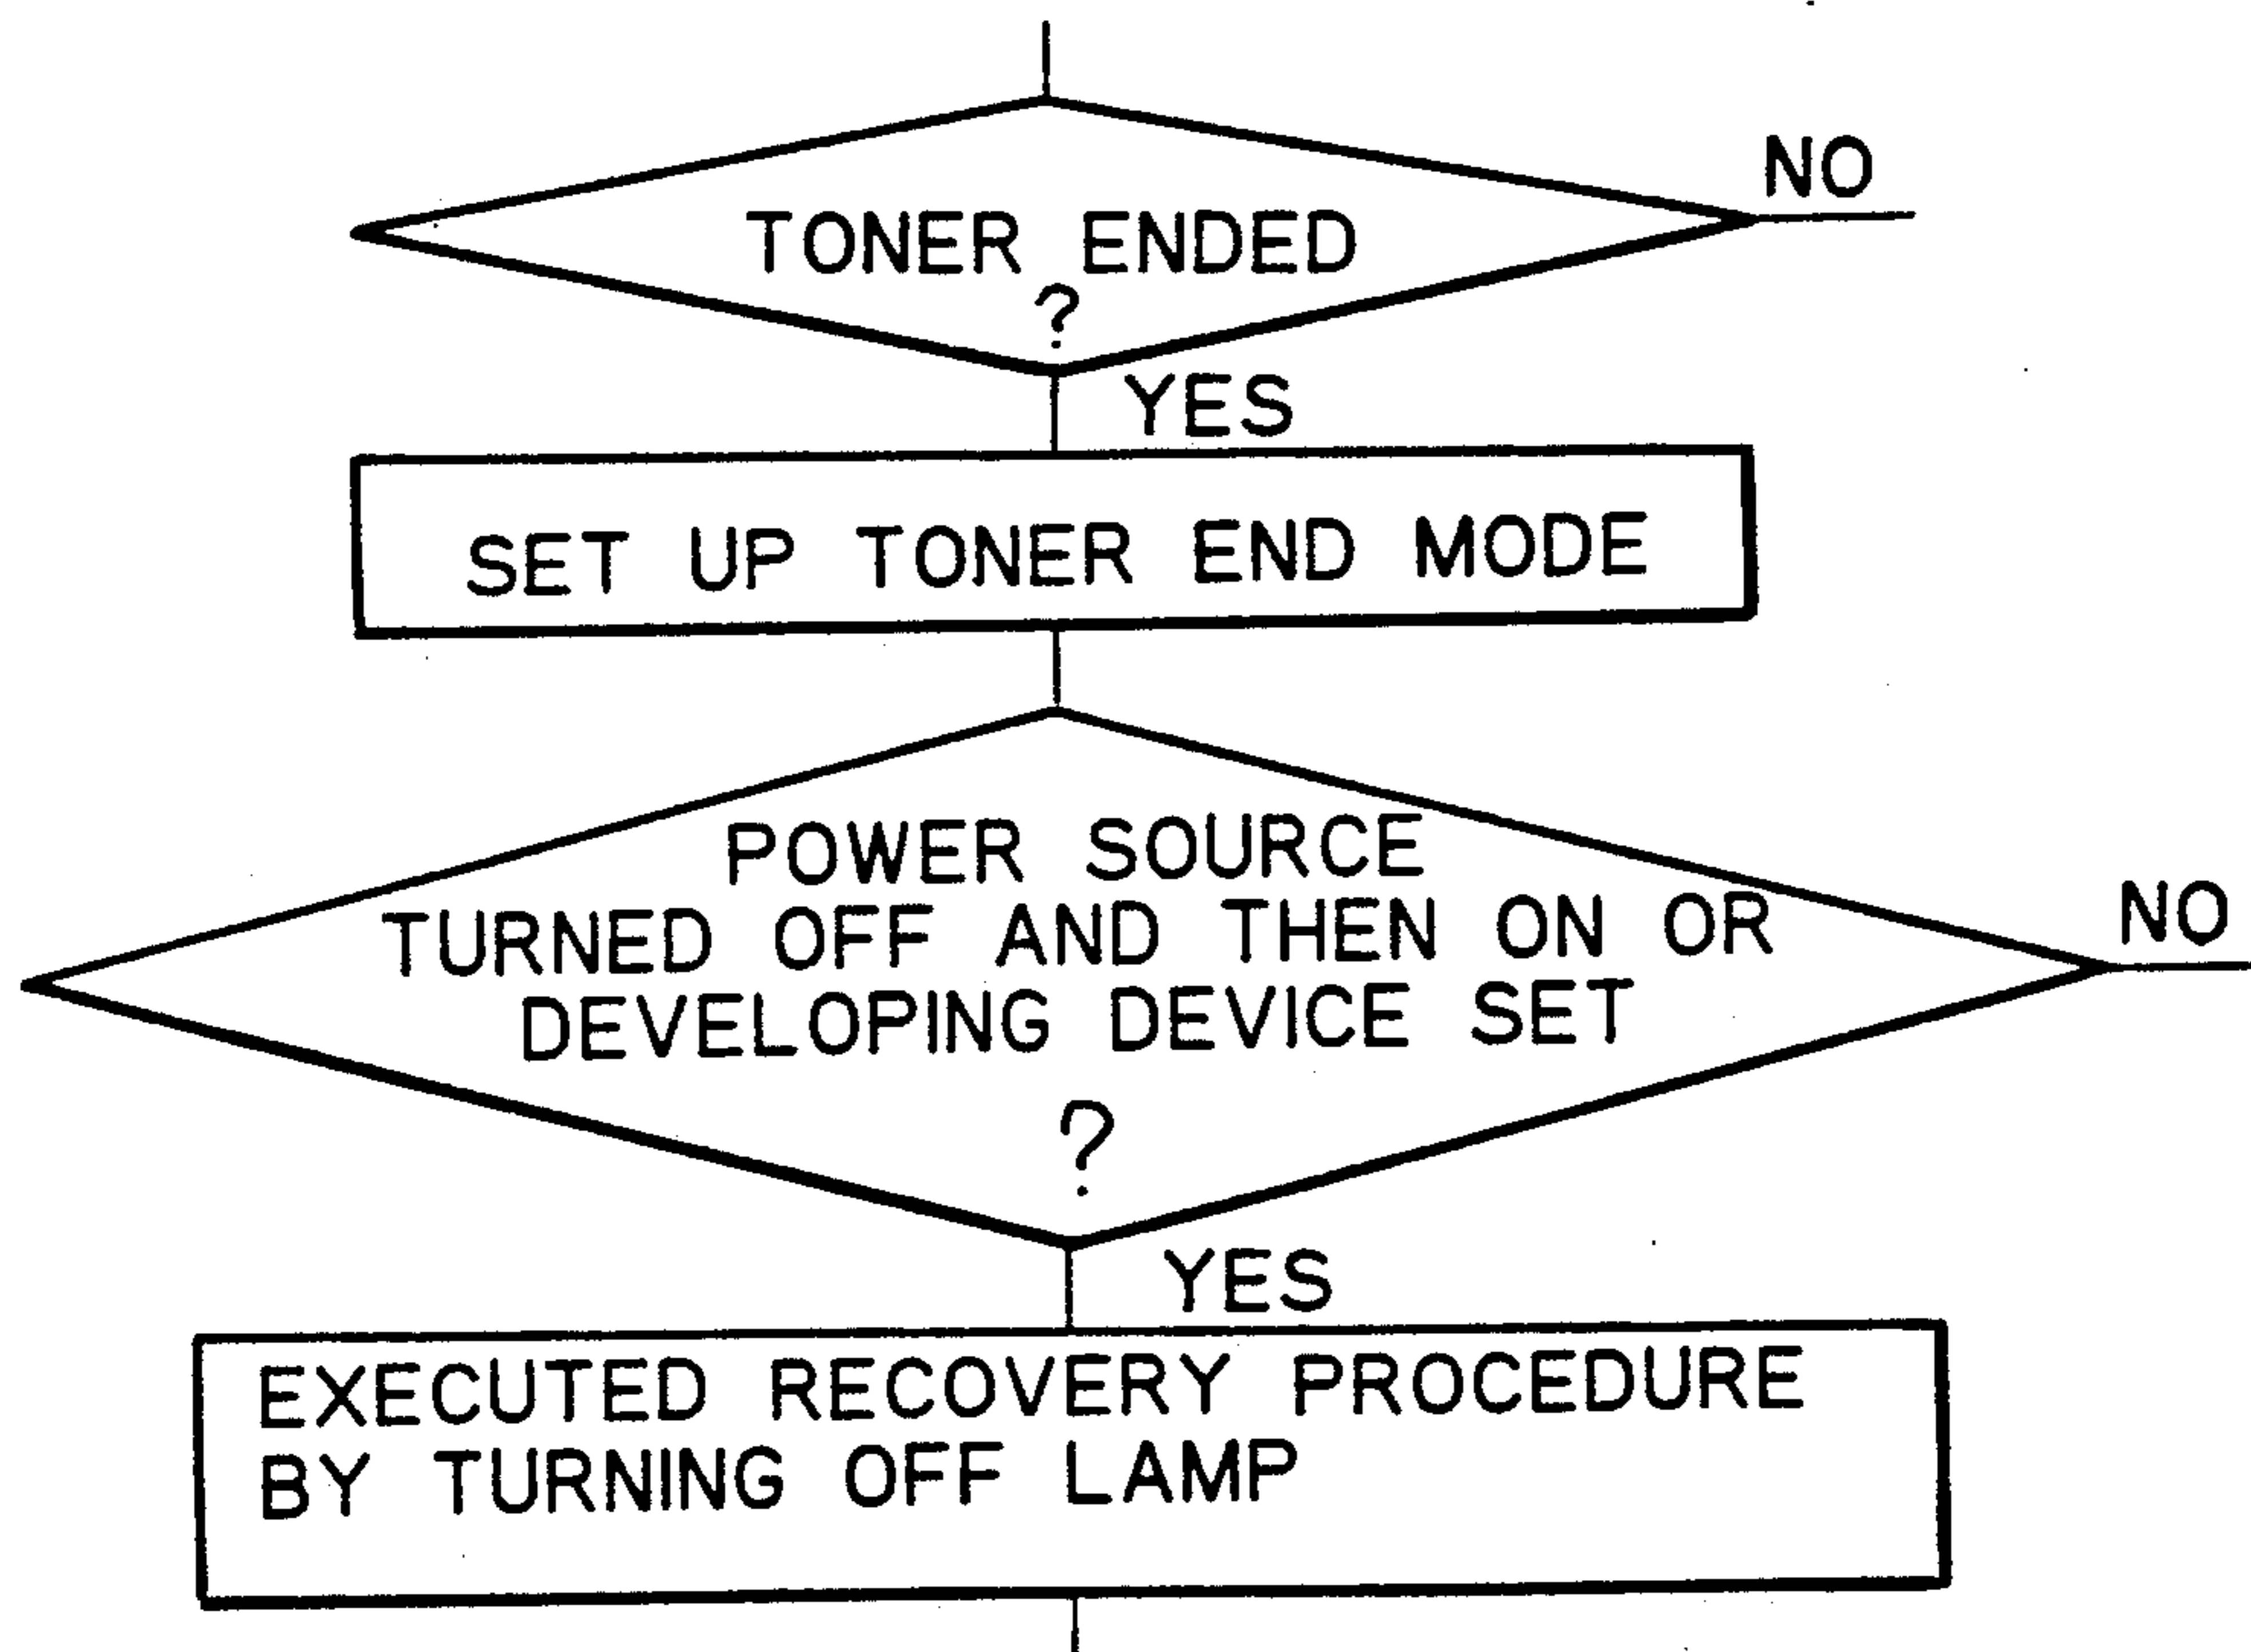 NO
TONER ENDED
?
YES
SET UP TONER END MODE
POWER SOURCE
TURNED OFF AND THEN ON OR
DEVELOPING DEVICE SET
?
NO
YES
EXECUTED RECOVERY PROCEDURE
BY TURNING OFF LAMP